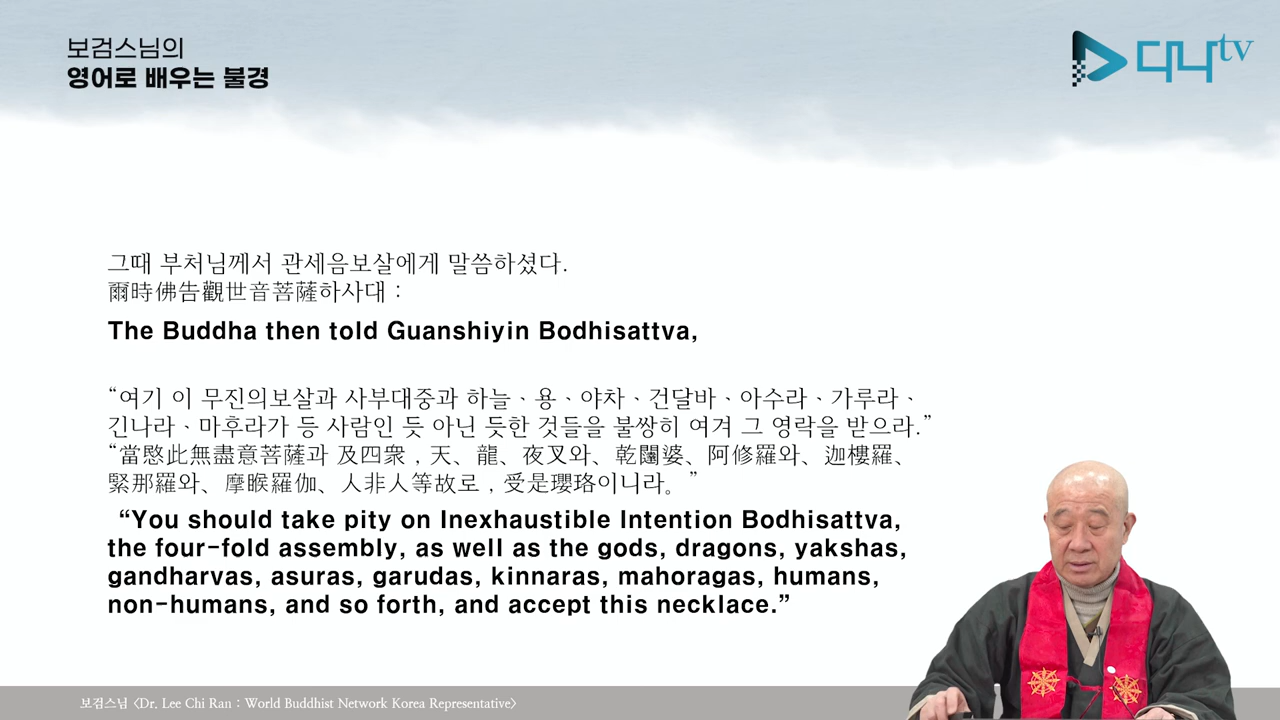 보검스님의
영어로 배우는 불경
디나tv
그때 부처님께서 관세음보살에게 말씀하셨다.
爾時佛告觀世音菩薩하사대 :
The Buddha then told Guanshiyin Bodhisattva,
“여기 이 무진의보살과 사부대중과 하늘、용、야차、건달바、아수라、가루라、
긴나라、마후라가 등 사람인 듯 아닌 듯한 것들을 불쌍히 여겨 그 영락을 받으라.”
“當愍此無盡意菩薩과 及四衆 , 天、龍、夜叉와、乾闥婆、阿修羅와、迦樓羅、
緊那羅와、摩睺羅伽、人非人等故로 , 受是瓔珞이니라。”
“You should take pity on Inexhaustible Intention Bodhisattva,
the four-fold assembly, as well as the gods, dragons, yakshas,
gandharvas, asuras, garudas, kinnaras, mahoragas, humans,
non-humans, and so forth, and accept this necklace.”
보검스님 <Dr. Lee Chi Ran : World Buddhist Network Korea Representative>